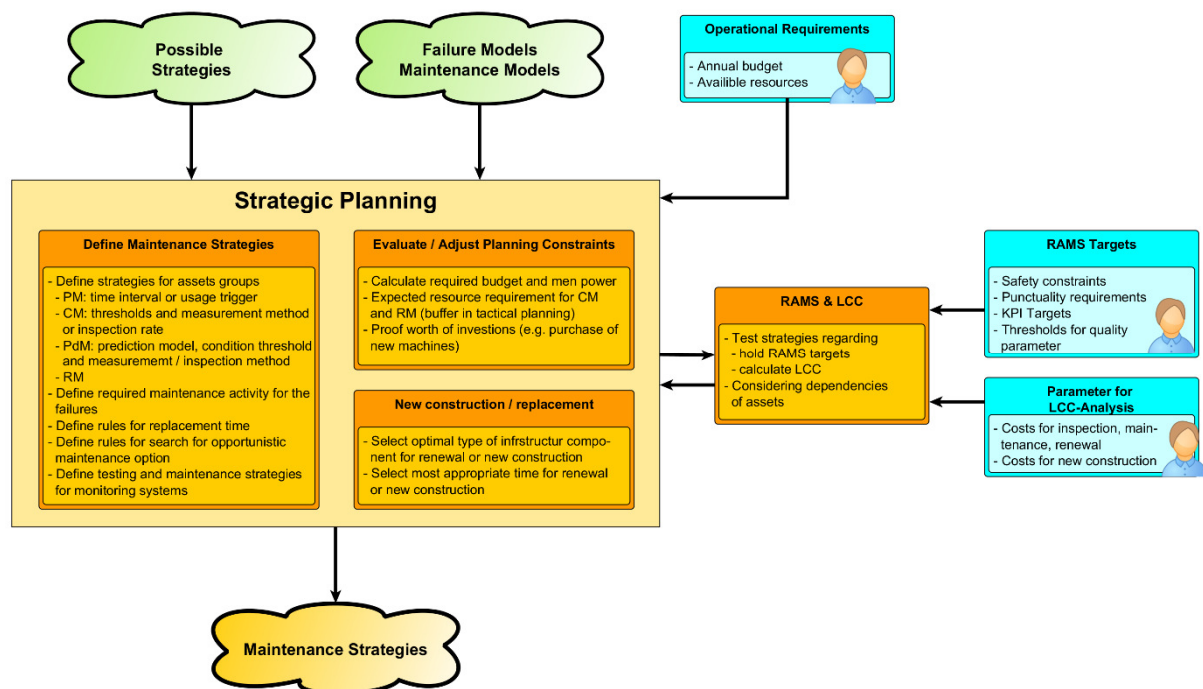 Possible
Strategies
Failure Models
Maintenance Models
Operational Requirements
- Annual budget
- Availible resources
Strategic Planning
Define Maintenance Strategies
- Define strategies for assets groups
- PM: time interval or usage trigger
- CM: thresholds and measurement method
or inspection rate
- PdM: prediction model, condition threshold
and measurememt / inspection method
- RM
- Define required maintenance activity for the
failures
- Define rules for replacement time
- Define rules for search for opportnistic
maintenance option
- Define testing and maintenance strategies
for monitoring systems
Evaluate / Adjust Planning Constraints
- Calculate required budget and men power
- Expected resource requirement for CM
and RM (buffer in tactical planning)
- Proof worth of investions (e.g. purchase of
new machines)
New construction / replacement
- Select optimal type of infrstructur compo-
nent for renewal or new construction
- Select most appropriate time for renewal
or new construction
RAMS & LCC
- Test strategies regarding
- hold RAMS targets
- calculate LCC
- Considering dependencies
of assets
RAMS Targets
- Safety constraints
- Punctuality requirements
- KPI Targets
- Thresholds for quality
parameter
Parameter for
LCC-Analysis
- Costs for inspection, main-
tenance, renewal
- Costs for new construction
Maintenance Strategies